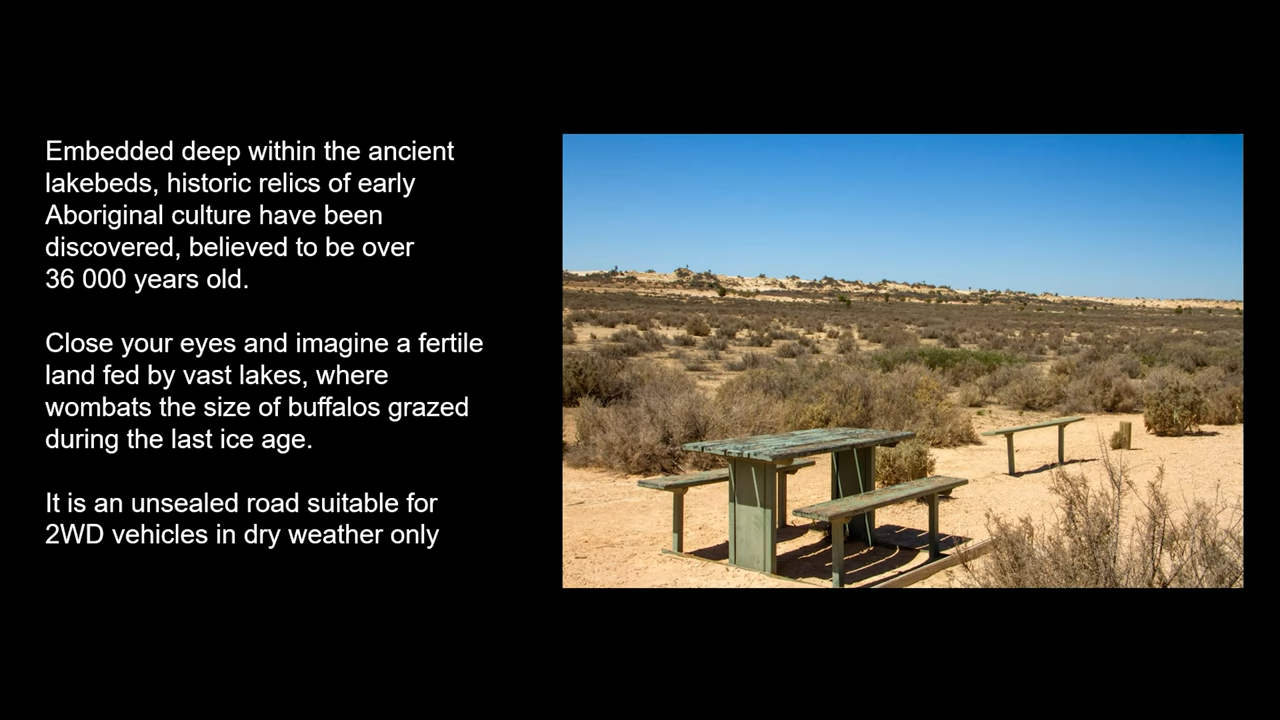 Embedded deep within the ancient
lakebeds, historic relics of early
Aboriginal culture have been
discovered, believed to be over
36 000 years old.
Close your eyes and imagine a fertile
land fed by vast lakes, where
wombats the size of buffalos grazed
during the last ice age.
It is an unsealed road suitable for
2WD vehicles in dry weather only